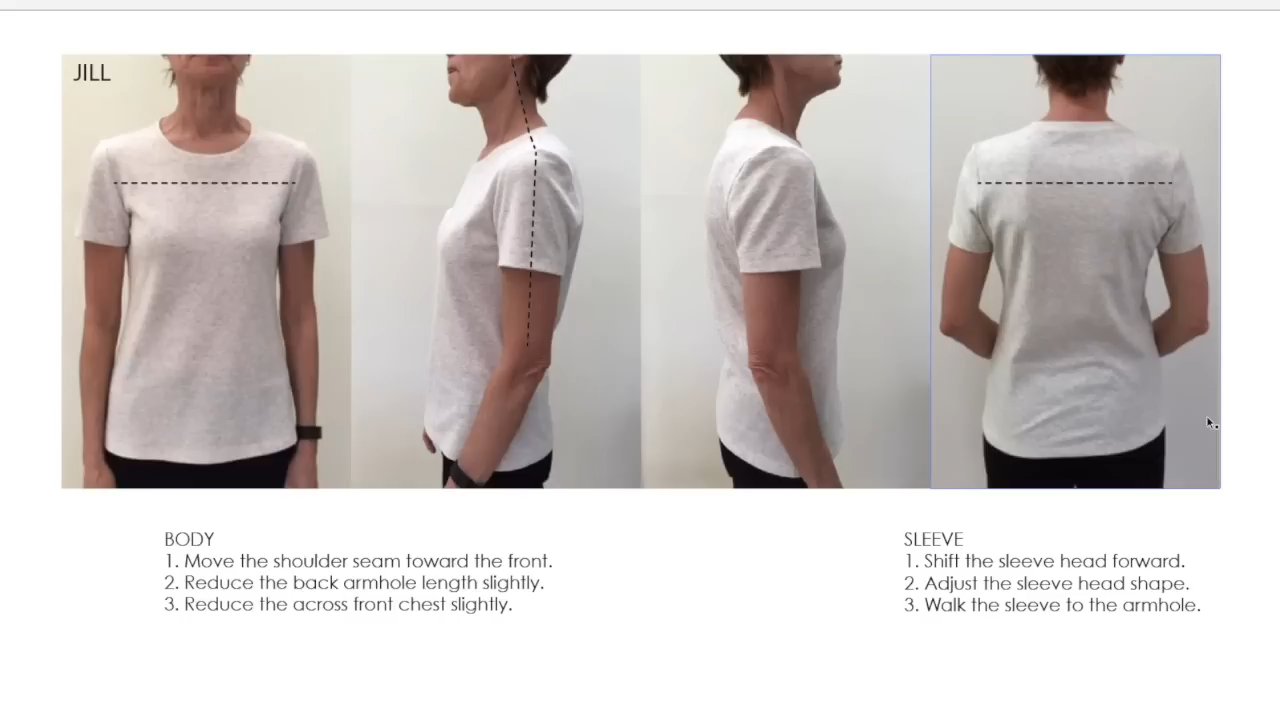 JILL
BODY
1. Move the shoulder seam toward the front.
2. Reduce the back armhole length slightly.
3. Reduce the across front chest slightly.
SLEEVE
1. Shift the sleeve head forward.
2. Adjust the sleeve head shape.
3. Walk the sleeve to the armhole.